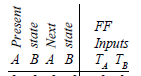 Present
state
Next
state
FF
Inputs
A B A B T_A T_B